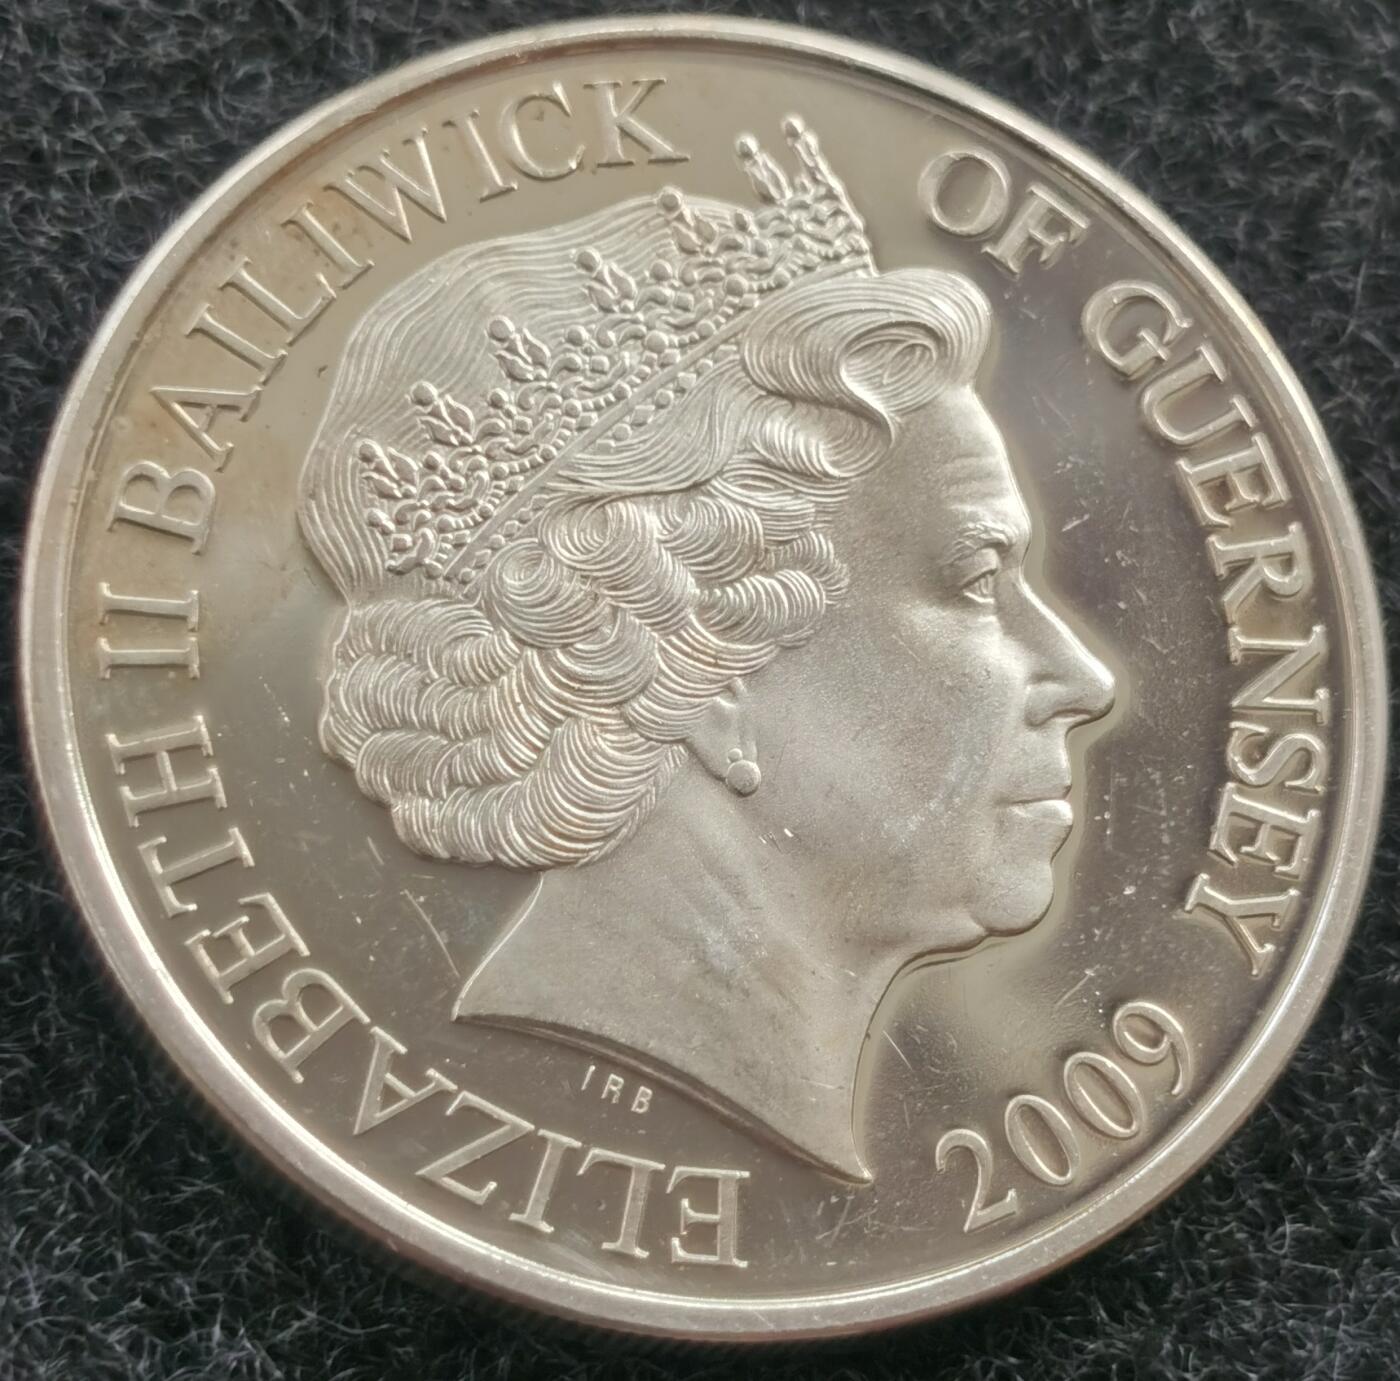 ELIZABETH II BAILIWICK OF GUERNSEY 2009
IRB